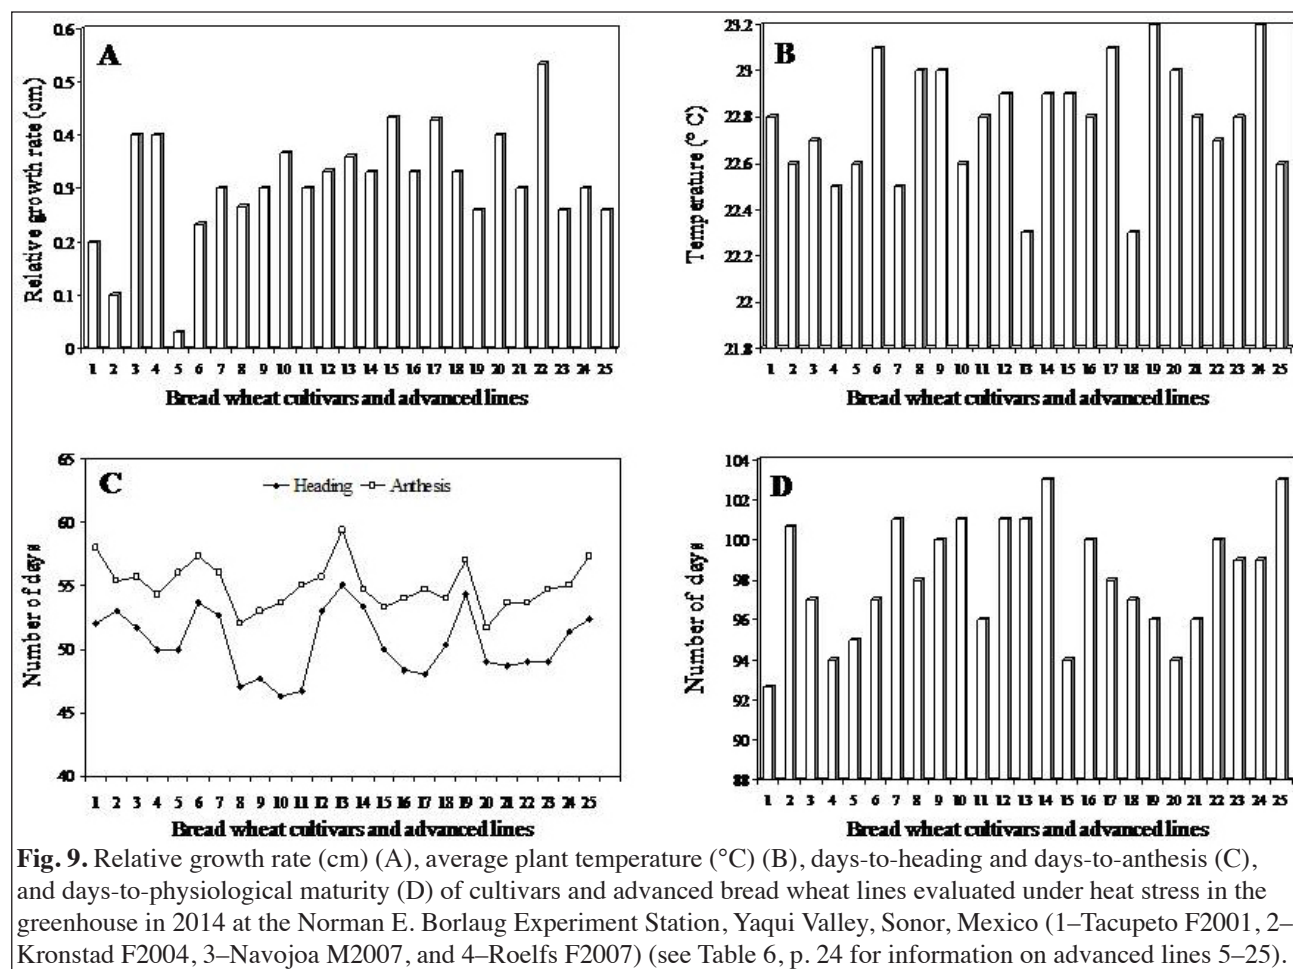 A
Relative growth rate (cm)
0.6
0.5
0.4
0.3
0.2
0.1
0
1 2 3 4 5 6 7 8 9 10 11 12 13 14 15 16 17 18 19 20 21 22 23 24 25
Bread wheat cultivars and advanced lines
B
Temperature (° C)
23.2
23
22.8
22.6
22.4
22.2
22
21.8
1 2 3 4 5 6 7 8 9 10 11 12 13 14 15 16 17 18 19 20 21 22 23 24 25
Bread wheat cultivars and advanced lines
C
Heading Anthesis
Number of days
65
60
55
50
45
40
1 2 3 4 5 6 7 8 9 10 11 12 13 14 15 16 17 18 19 20 21 22 23 24 25
Bread wheat cultivars and advanced lines
D
Number of days
104
102
100
98
96
94
92
90
88
1 2 3 4 5 6 7 8 9 10 11 12 13 14 15 16 17 18 19 20 21 22 23 24 25
Bread wheat cultivars and advanced lines
Fig. 9. Relative growth rate (cm) (A), average plant temperature (°C) (B), days-to-heading and days-to-anthesis (C),
and days-to-physiological maturity (D) of cultivars and advanced bread wheat lines evaluated under heat stress in the
greenhouse in 2014 at the Norman E. Borlaug Experiment Station, Yaqui Valley, Sonor, Mexico (1–Tacupeto F2001, 2–
Kronstad F2004, 3–Navojoa M2007, and 4–Roelfs F2007) (see Table 6, p. 24 for information on advanced lines 5–25).